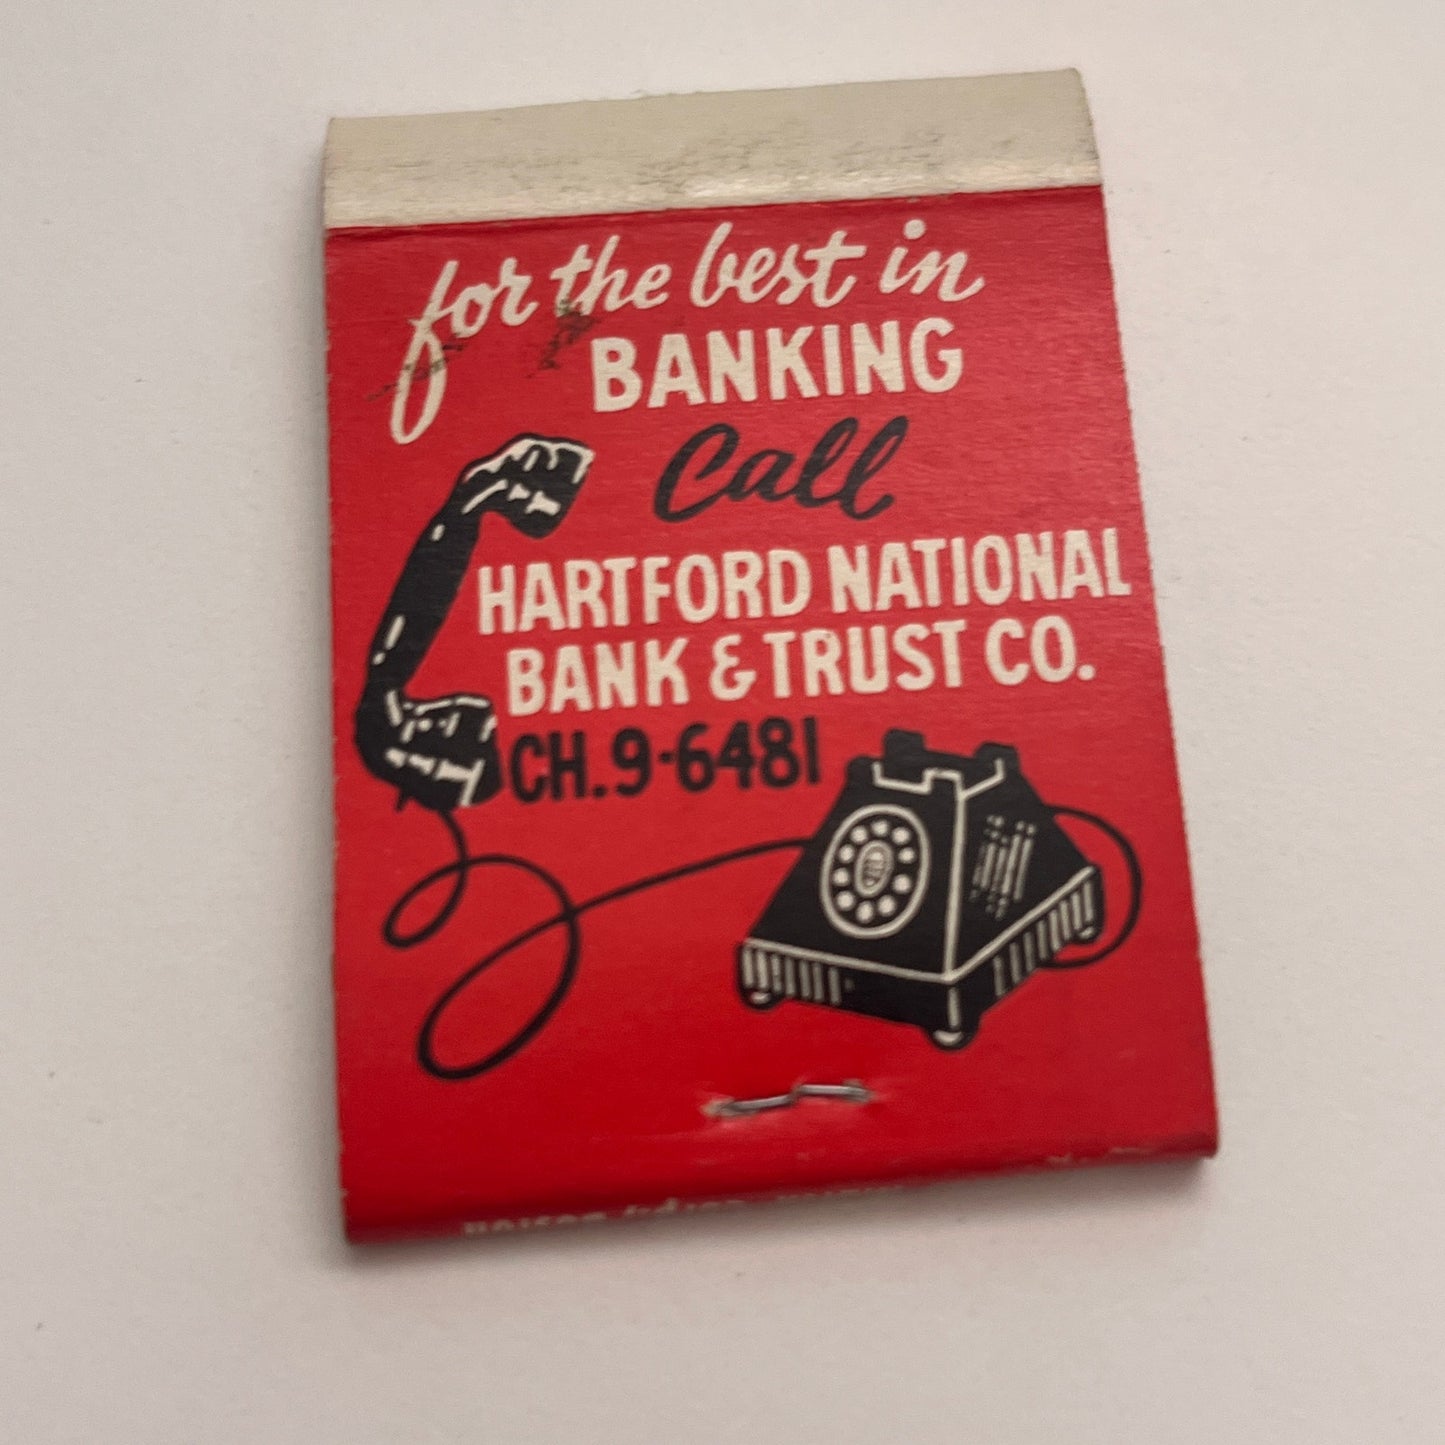 for the best in
BANKING
Call
HARTFORD NATIONAL
BANK & TRUST CO.
CH.9-6481